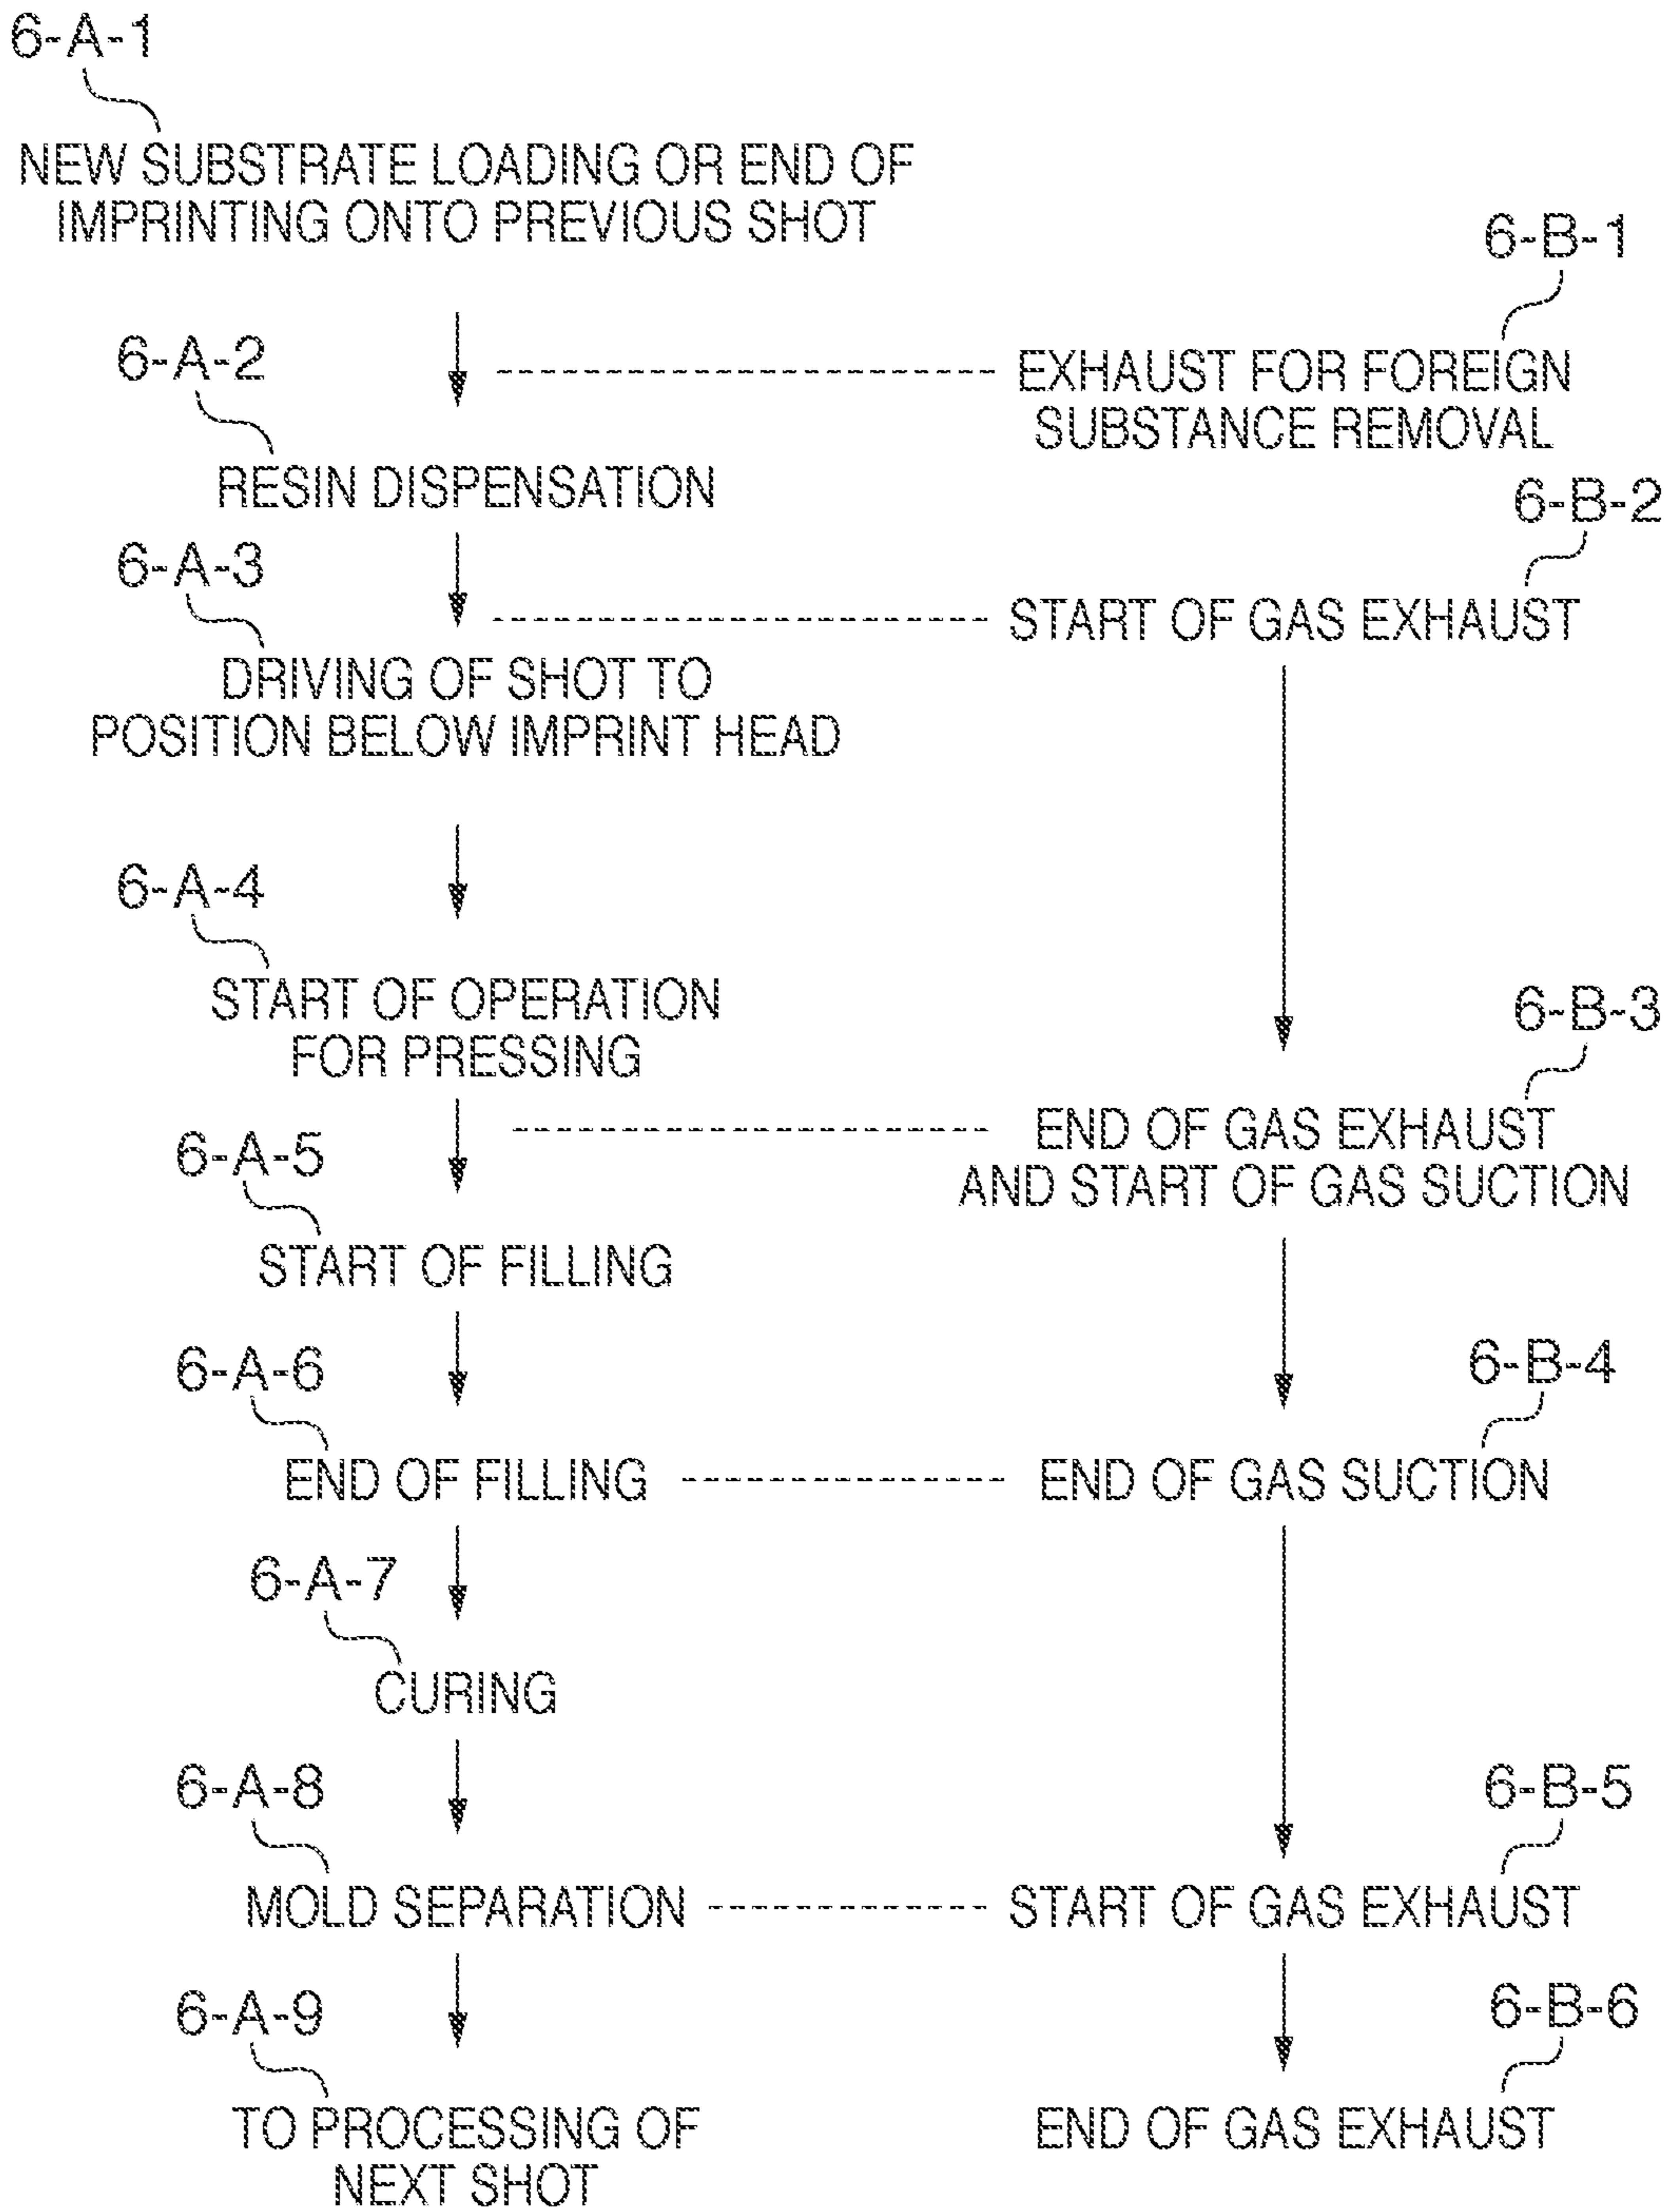 6-A-1
NEW SUBSTRATE LOADING OR END OF
IMPRINTING ONTO PREVIOUS SHOT
6-B-1
6-A-2
EXHAUST FOR FOREIGN
SUBSTANCE REMOVAL
RESIN DISPENSATION
6-B-2
6-A-3
START OF GAS EXHAUST
DRIVING OF SHOT TO
POSITION BELOW IMPRINT HEAD
6-A-4
START OF OPERATION
FOR PRESSING
6-B-3
END OF GAS EXHAUST
AND START OF GAS SUCTION
6-A-5
START OF FILLING
6-A-6
6-B-4
END OF FILLING
END OF GAS SUCTION
6-A-7
CURING
6-A-8
6-B-5
MOLD SEPARATION
START OF GAS EXHAUST
6-A-9
6-B-6
TO PROCESSING OF
NEXT SHOT
END OF GAS EXHAUST